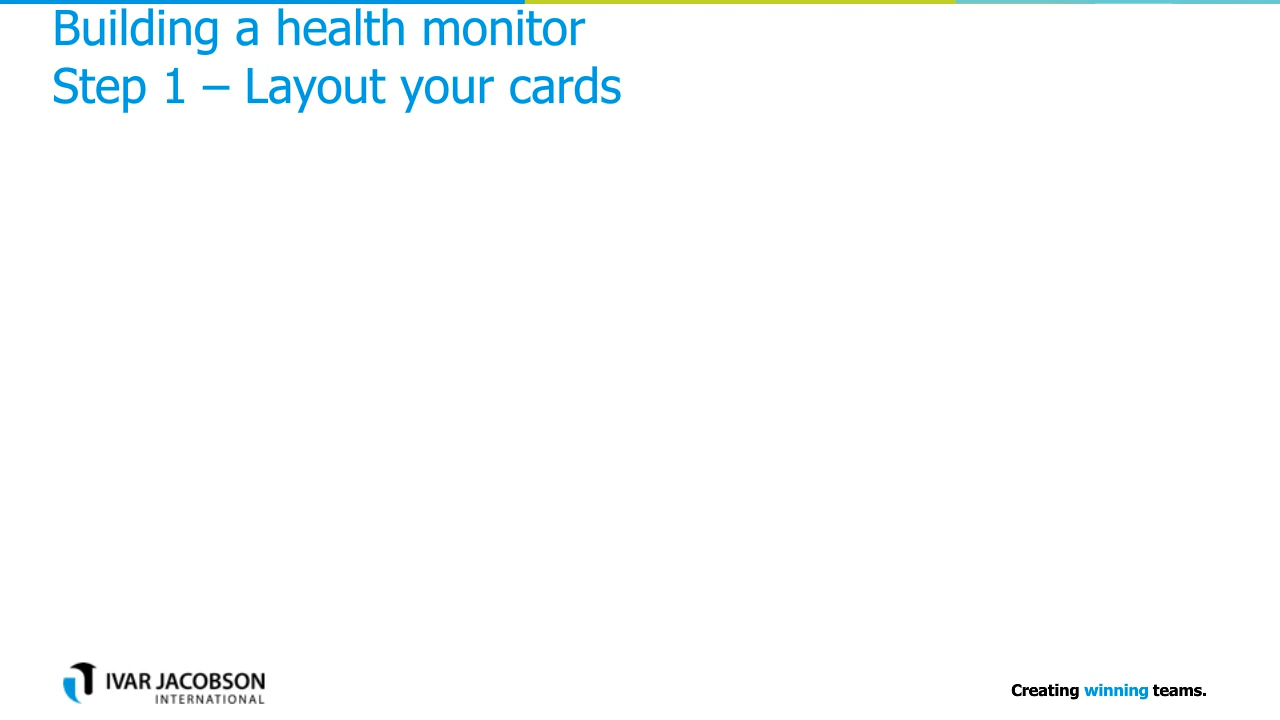 Building a health monitor
Step 1 – Layout your cards
IVAR JACOBSON
INTERNATIONAL
Creating winning teams.